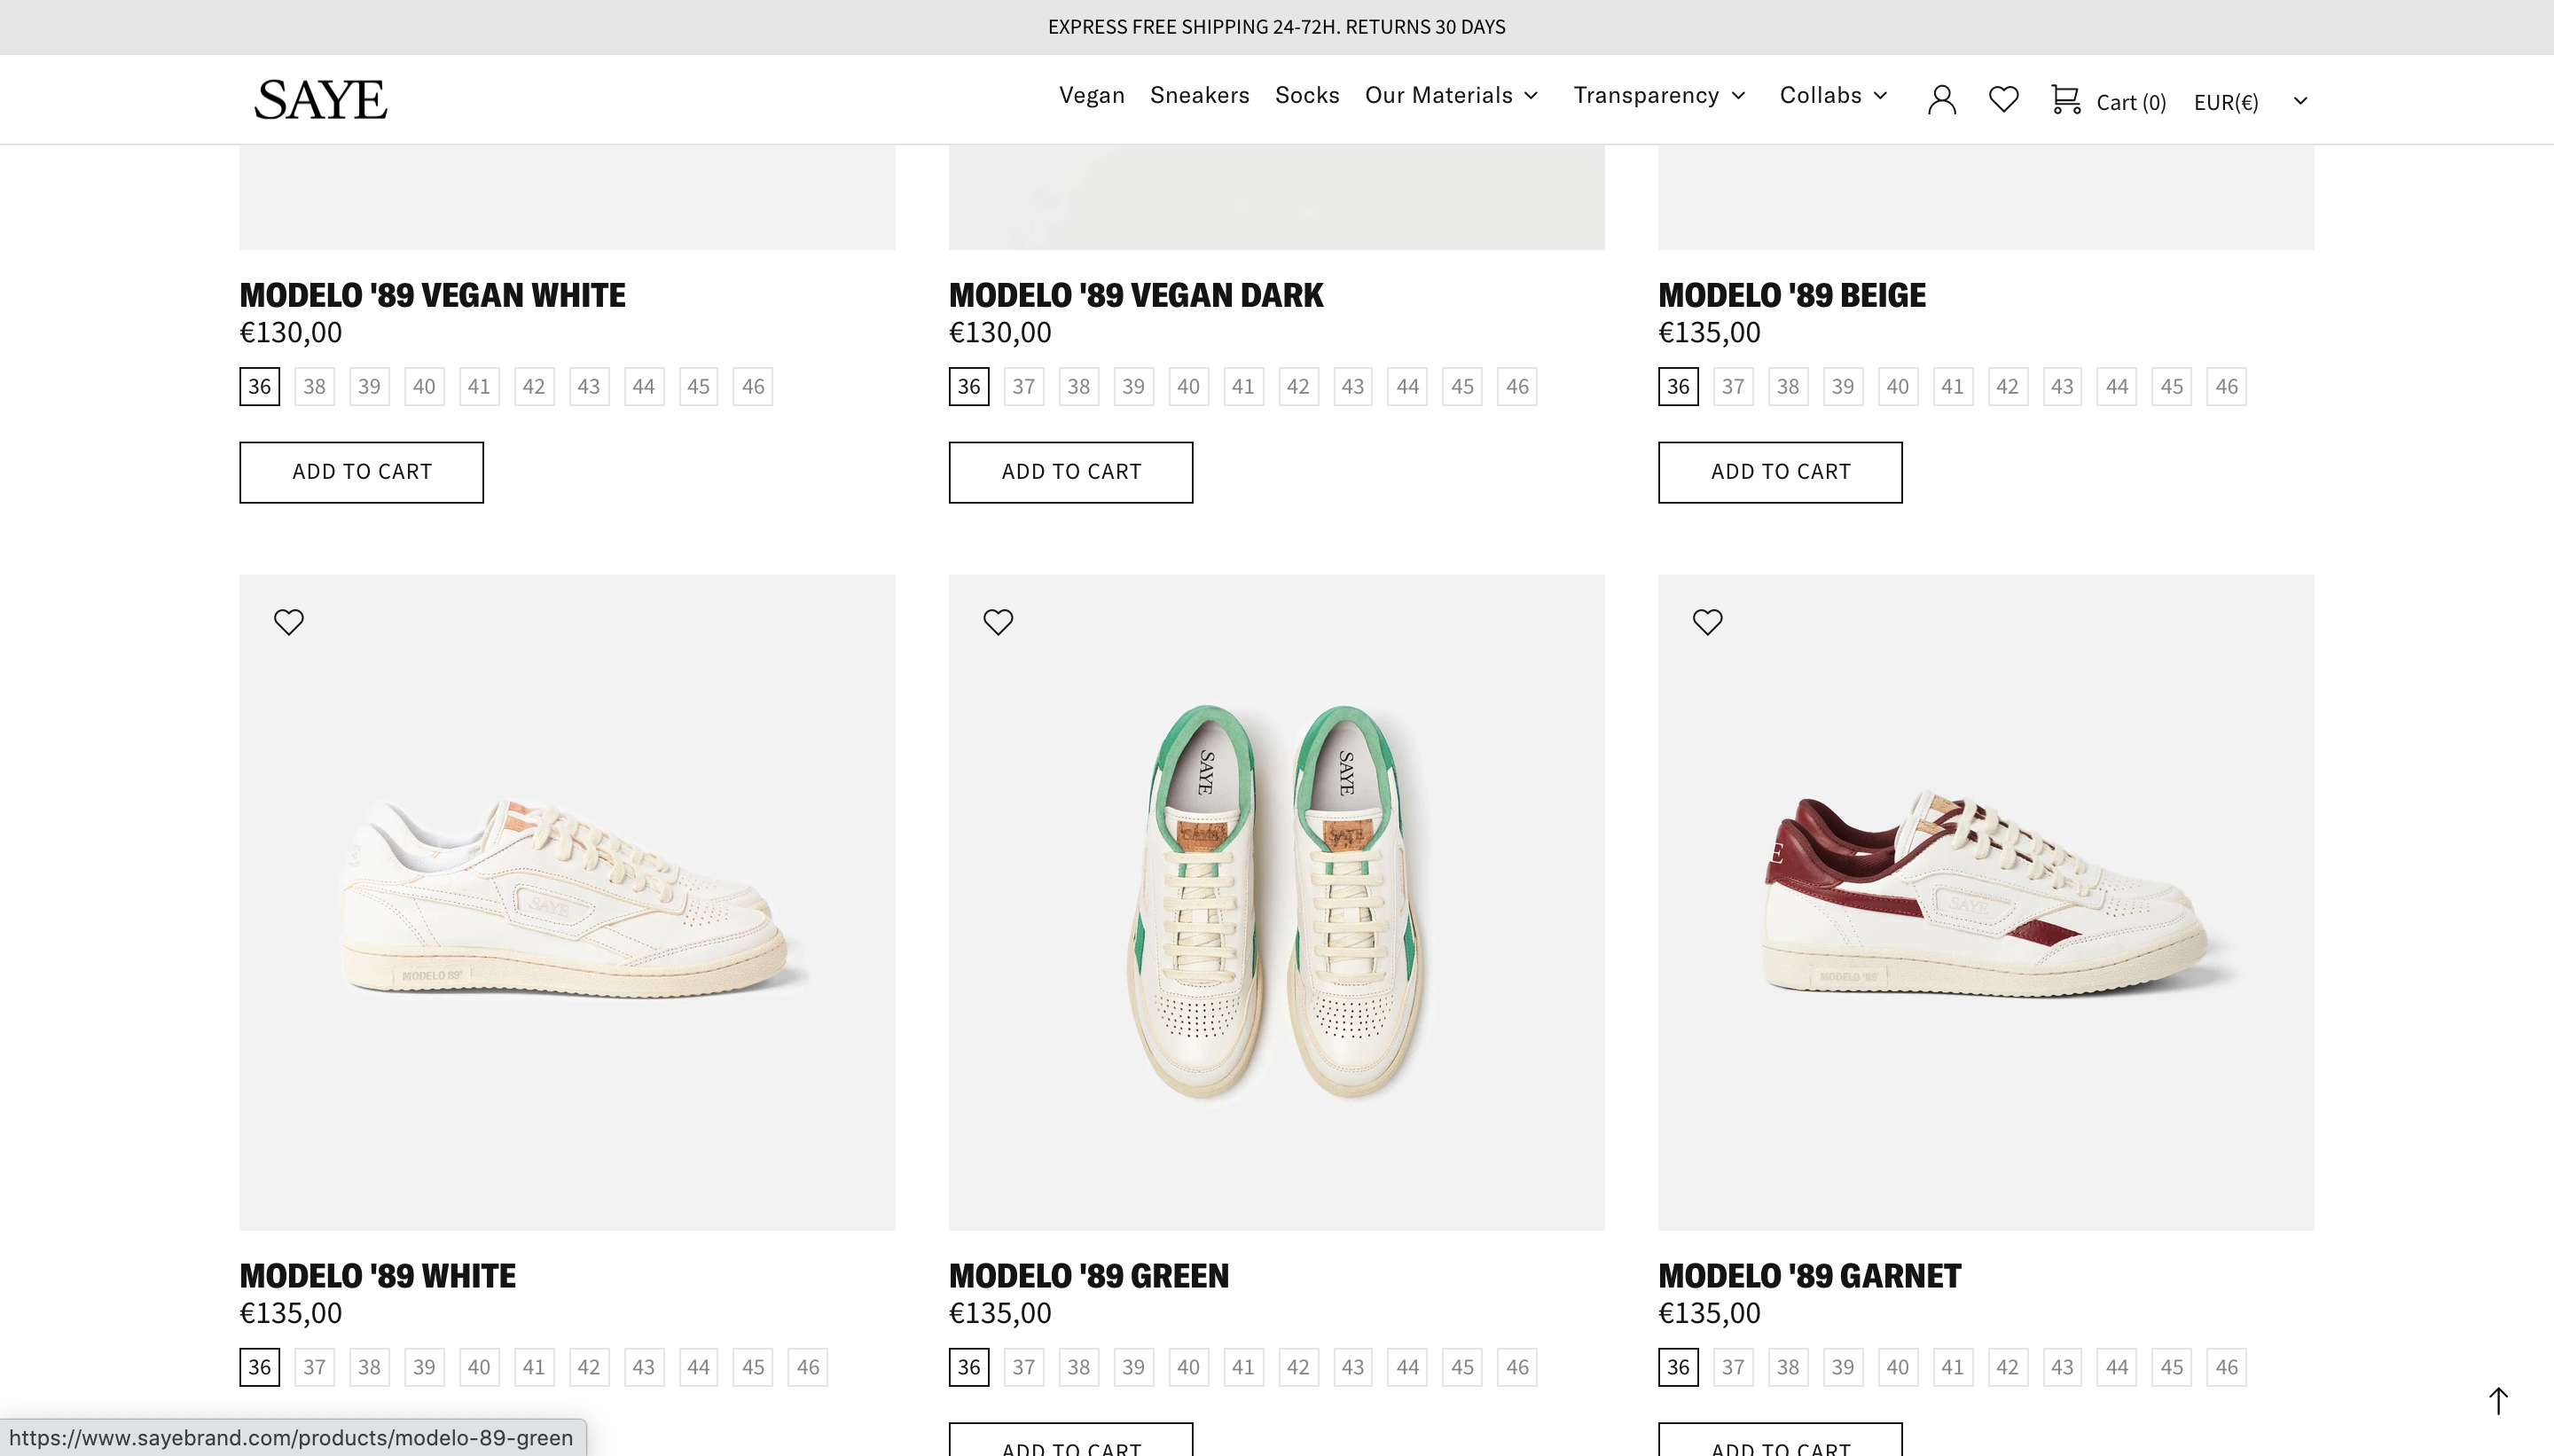 EXPRESS FREE SHIPPING 24-72H. RETURNS 30 DAYS
SAYE
Vegan Sneakers Socks Our Materials Transparency Collabs Cart (0) EUR(€)
MODELO '89 VEGAN WHITE
€130,00
36 38 39 40 41 42 43 44 45 46
ADD TO CART
MODELO '89 VEGAN DARK
€130,00
36 37 38 39 40 41 42 43 44 45 46
ADD TO CART
MODELO '89 BEIGE
€135,00
36 37 38 39 40 41 42 43 44 45 46
ADD TO CART
SAYE
MODELO 89'
MODELO '89 WHITE
€135,00
36 37 38 39 40 41 42 43 44 45 46
SAYE SAYE
SAYE SAYE
MODELO '89 GREEN
€135,00
36 37 38 39 40 41 42 43 44 45 46
ADD TO CART
E
SAYE
MODELO '89'
MODELO '89 GARNET
€135,00
36 37 38 39 40 41 42 43 44 45 46
ADD TO CART
https://www.sayebrand.com/products/modelo-89-green